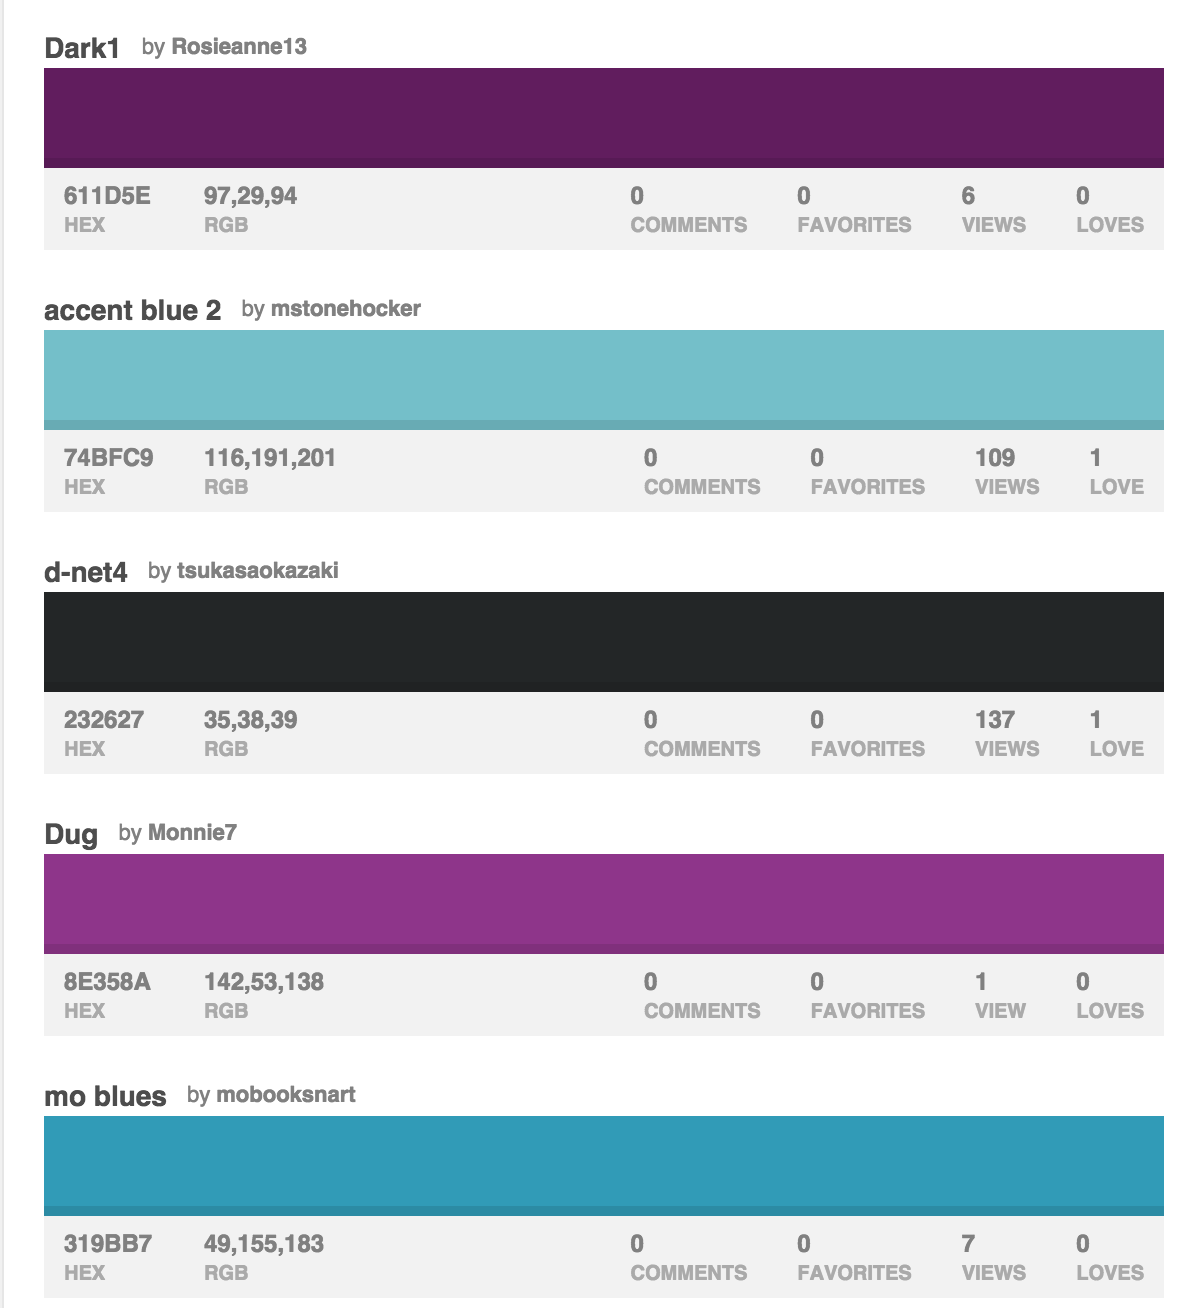 Dark1 by Rosieanne13
611D5E 97,29,94 0 0 6 0
HEX RGB COMMENTS FAVORITES VIEWS LOVES
accent blue 2 by mstonehocker
74BFC9 116,191,201 0 0 109 1
HEX RGB COMMENTS FAVORITES VIEWS LOVE
d-net4 by tsukasaokazaki
232627 35,38,39 0 0 137 1
HEX RGB COMMENTS FAVORITES VIEWS LOVE
Dug by Monnie7
8E358A 142,53,138 0 0 1 0
HEX RGB COMMENTS FAVORITES VIEW LOVES
mo blues by mobooksnart
319BB7 49,155,183 0 0 7 0
HEX RGB COMMENTS FAVORITES VIEWS LOVES